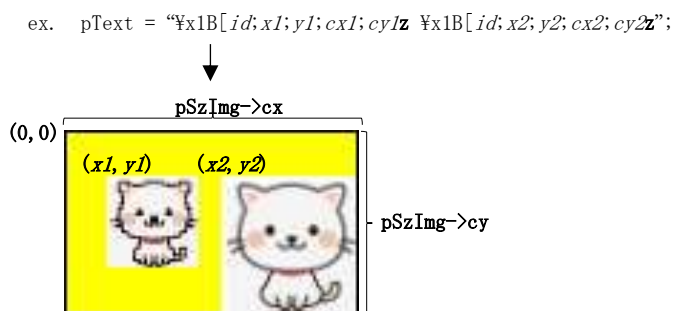 ex. pText = “¥x1B[id;x1;y1;cx1;cy1z ¥x1B[id;x2;y2;cx2;cy2z”;
pSzImg->cx
(0,0)
(x1,y1) (x2,y2)
pSzImg->cy